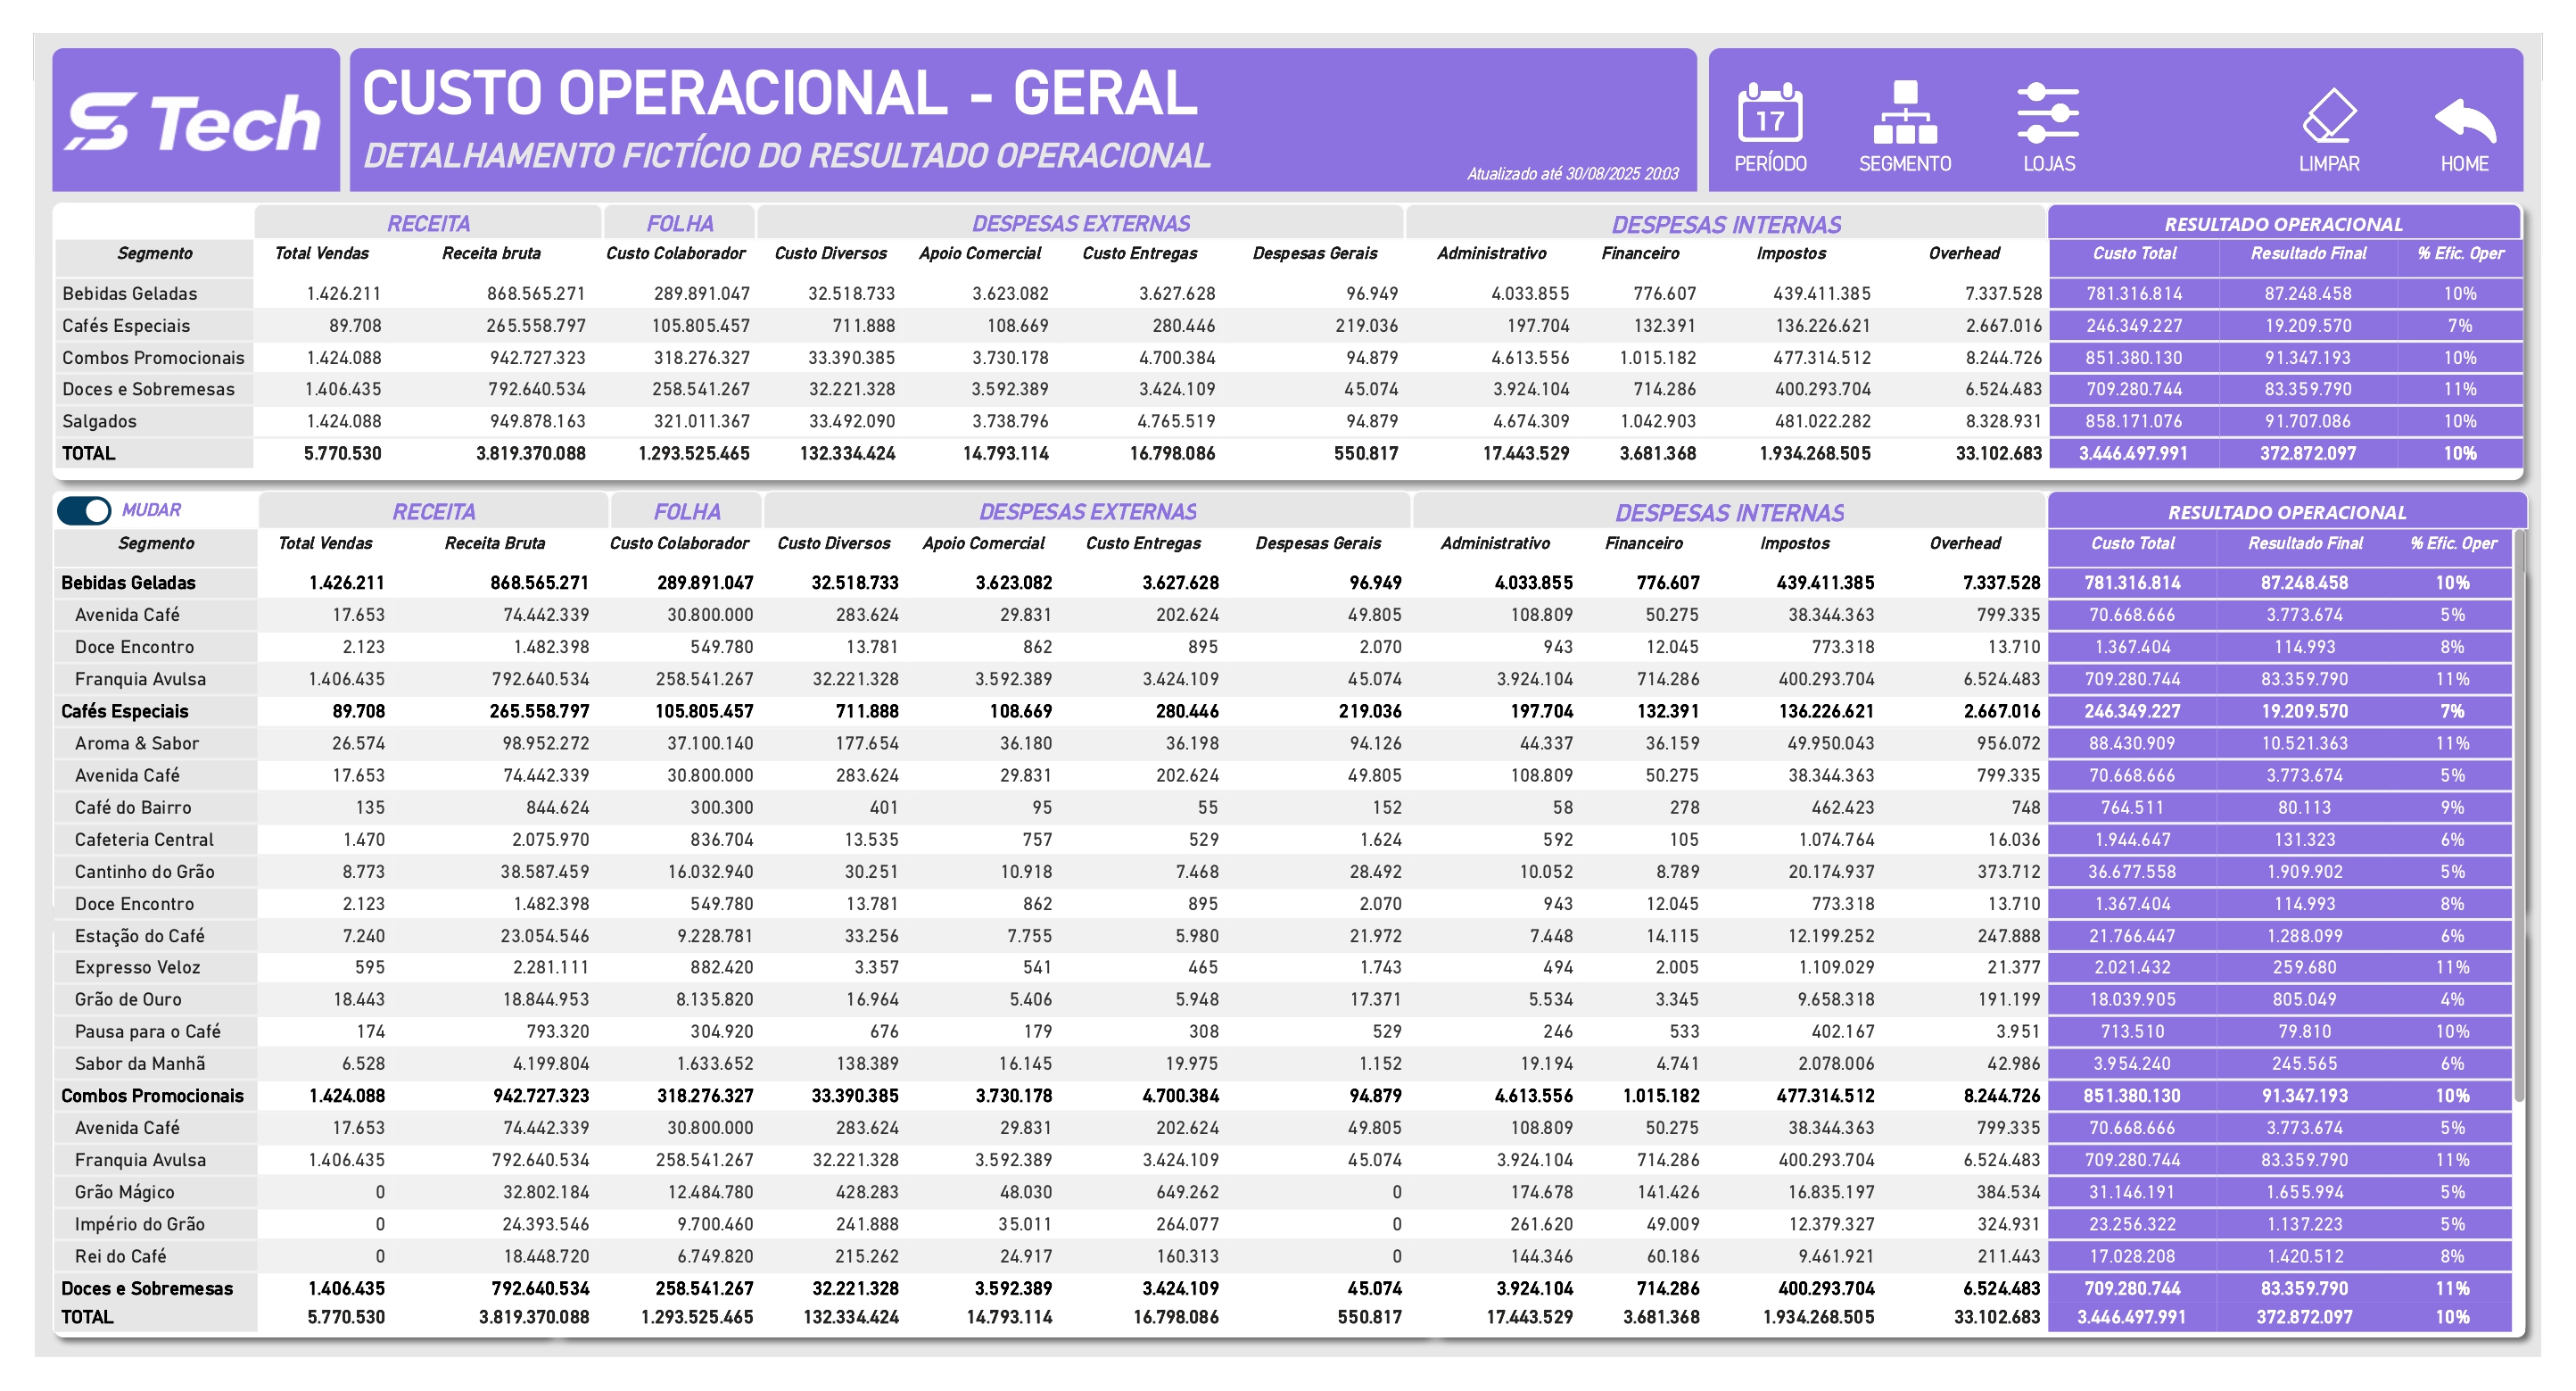 S Tech
CUSTO OPERACIONAL - GERAL
DETALHAMENTO FICTÍCIO DO RESULTADO OPERACIONAL
Atualizado até 30/08/2025 20:03
17
PERÍODO SEGMENTO LOJAS LIMPAR HOME
RECEITA FOLHA DESPESAS EXTERNAS DESPESAS INTERNAS RESULTADO OPERACIONAL
Segmento Total Vendas Receita bruta Custo Colaborador Custo Diversos Apoio Comercial Custo Entregas Despesas Gerais Administrativo Financeiro Impostos Overhead Custo Total Resultado Final % Efic. Oper
Bebidas Geladas 1.426.211 868.565.271 289.891.047 32.518.733 3.623.082 3.627.628 96.949 4.033.855 776.607 439.411.385 7.337.528 781.316.814 87.248.458 10%
Cafés Especiais 89.708 265.558.797 105.805.457 711.888 108.669 280.446 219.036 197.704 132.391 136.226.621 2.667.016 246.349.227 19.209.570 7%
Combos Promocionais 1.424.088 942.727.323 318.276.327 33.390.385 3.730.178 4.700.384 94.879 4.613.556 1.015.182 477.314.512 8.244.726 851.380.130 91.347.193 10%
Doces e Sobremesas 1.406.435 792.640.534 258.541.267 32.221.328 3.592.389 3.424.109 45.074 3.924.104 714.286 400.293.704 6.524.483 709.280.744 83.359.790 11%
Salgados 1.424.088 949.878.163 321.011.367 33.492.090 3.738.796 4.765.519 94.879 4.674.309 1.042.903 481.022.282 8.328.931 858.171.076 91.707.086 10%
TOTAL 5.770.530 3.819.370.088 1.293.525.465 132.334.424 14.793.114 16.798.086 550.817 17.443.529 3.681.368 1.934.268.505 33.102.683 3.446.497.991 372.872.097 10%
MUDAR RECEITA FOLHA DESPESAS EXTERNAS DESPESAS INTERNAS RESULTADO OPERACIONAL
Segmento Total Vendas Receita Bruta Custo Colaborador Custo Diversos Apoio Comercial Custo Entregas Despesas Gerais Administrativo Financeiro Impostos Overhead Custo Total Resultado Final % Efic. Oper
Bebidas Geladas 1.426.211 868.565.271 289.891.047 32.518.733 3.623.082 3.627.628 96.949 4.033.855 776.607 439.411.385 7.337.528 781.316.814 87.248.458 10%
Avenida Café 17.653 74.442.339 30.800.000 283.624 29.831 202.624 49.805 108.809 50.275 38.344.363 799.335 70.668.666 3.773.674 5%
Doce Encontro 2.123 1.482.398 549.780 13.781 862 895 2.070 943 12.045 773.318 13.710 1.367.404 114.993 8%
Franquia Avulsa 1.406.435 792.640.534 258.541.267 32.221.328 3.592.389 3.424.109 45.074 3.924.104 714.286 400.293.704 6.524.483 709.280.744 83.359.790 11%
Cafés Especiais 89.708 265.558.797 105.805.457 711.888 108.669 280.446 219.036 197.704 132.391 136.226.621 2.667.016 246.349.227 19.209.570 7%
Aroma & Sabor 26.574 98.952.272 37.100.140 177.654 36.180 36.198 94.126 44.337 36.159 49.950.043 956.072 88.430.909 10.521.363 11%
Avenida Café 17.653 74.442.339 30.800.000 283.624 29.831 202.624 49.805 108.809 50.275 38.344.363 799.335 70.668.666 3.773.674 5%
Café do Bairro 135 844.624 300.300 401 95 55 152 58 278 462.423 748 764.511 80.113 9%
Cafeteria Central 1.470 2.075.970 836.704 13.535 757 529 1.624 592 105 1.074.764 16.036 1.944.647 131.323 6%
Cantinho do Grão 8.773 38.587.459 16.032.940 30.251 10.918 7.468 28.492 10.052 8.789 20.174.937 373.712 36.677.558 1.909.902 5%
Doce Encontro 2.123 1.482.398 549.780 13.781 862 895 2.070 943 12.045 773.318 13.710 1.367.404 114.993 8%
Estação do Café 7.240 23.054.546 9.228.781 33.256 7.755 5.980 21.972 7.448 14.115 12.199.252 247.888 21.766.447 1.288.099 6%
Expresso Veloz 595 2.281.111 882.420 3.357 541 465 1.743 494 2.005 1.109.029 21.377 2.021.432 259.680 11%
Grão de Ouro 18.443 18.844.953 8.135.820 16.964 5.406 5.948 17.371 5.534 3.345 9.658.318 191.199 18.039.905 805.049 4%
Pausa para o Café 174 793.320 304.920 676 179 308 529 246 533 402.167 3.951 713.510 79.810 10%
Sabor da Manhã 6.528 4.199.804 1.633.652 138.389 16.145 19.975 1.152 19.194 4.741 2.078.006 42.986 3.954.240 245.565 6%
Combos Promocionais 1.424.088 942.727.323 318.276.327 33.390.385 3.730.178 4.700.384 94.879 4.613.556 1.015.182 477.314.512 8.244.726 851.380.130 91.347.193 10%
Avenida Café 17.653 74.442.339 30.800.000 283.624 29.831 202.624 49.805 108.809 50.275 38.344.363 799.335 70.668.666 3.773.674 5%
Franquia Avulsa 1.406.435 792.640.534 258.541.267 32.221.328 3.592.389 3.424.109 45.074 3.924.104 714.286 400.293.704 6.524.483 709.280.744 83.359.790 11%
Grão Mágico 0 32.802.184 12.484.780 428.283 48.030 649.262 0 174.678 141.426 16.835.197 384.534 31.146.191 1.655.994 5%
Império do Grão 0 24.393.546 9.700.460 241.888 35.011 264.077 0 261.620 49.009 12.379.327 324.931 23.256.322 1.137.223 5%
Rei do Café 0 18.448.720 6.749.820 215.262 24.917 160.313 0 144.346 60.186 9.461.921 211.443 17.028.208 1.420.512 8%
Doces e Sobremesas 1.406.435 792.640.534 258.541.267 32.221.328 3.592.389 3.424.109 45.074 3.924.104 714.286 400.293.704 6.524.483 709.280.744 83.359.790 11%
TOTAL 5.770.530 3.819.370.088 1.293.525.465 132.334.424 14.793.114 16.798.086 550.817 17.443.529 3.681.368 1.934.268.505 33.102.683 3.446.497.991 372.872.097 10%